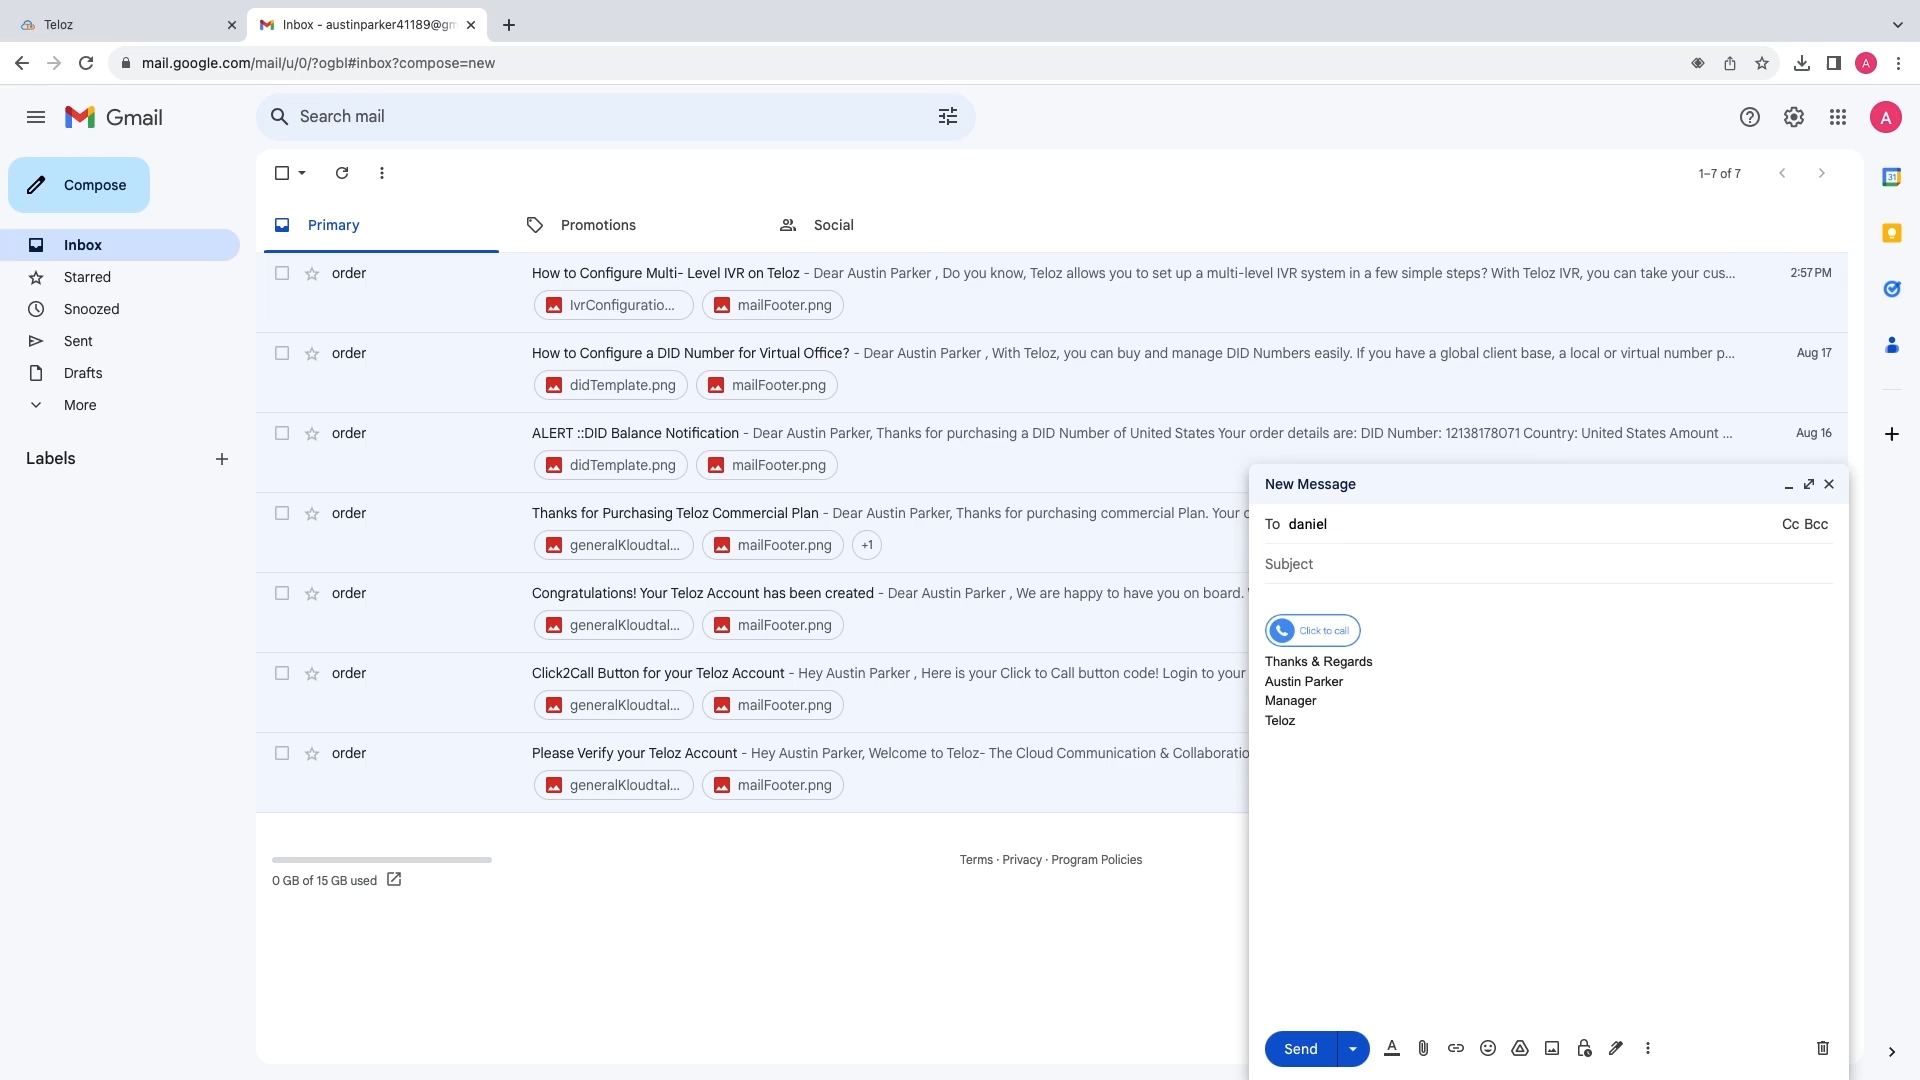 Teloz
Inbox - austinparker41189@gm
mail.google.com/mail/u/0/?ogbl#inbox?compose=new
A
Gmail
Search mail
A
Compose
1–7 of 7
31
Primary
Promotions
Social
Inbox
Starred
Snoozed
Sent
Drafts
More
Labels
order
How to Configure Multi- Level IVR on Teloz - Dear Austin Parker , Do you know, Teloz allows you to set up a multi-level IVR system in a few simple steps? With Teloz IVR, you can take your cus...
2:57 PM
IvrConfiguratio...
mailFooter.png
order
How to Configure a DID Number for Virtual Office? - Dear Austin Parker , With Teloz, you can buy and manage DID Numbers easily. If you have a global client base, a local or virtual number p...
Aug 17
didTemplate.png
mailFooter.png
order
ALERT ::DID Balance Notification - Dear Austin Parker, Thanks for purchasing a DID Number of United States Your order details are: DID Number: 12138178071 Country: United States Amount ...
Aug 16
didTemplate.png
mailFooter.png
order
Thanks for Purchasing Teloz Commercial Plan - Dear Austin Parker, Thanks for purchasing commercial Plan. Your
generalKloudtal...
mailFooter.png
+1
order
Congratulations! Your Teloz Account has been created - Dear Austin Parker , We are happy to have you on board.
generalKloudtal...
mailFooter.png
order
Click2Call Button for your Teloz Account - Hey Austin Parker , Here is your Click to Call button code! Login to your
generalKloudtal...
mailFooter.png
order
Please Verify your Teloz Account - Hey Austin Parker, Welcome to Teloz- The Cloud Communication & Collaboratio
generalKloudtal...
mailFooter.png
0 GB of 15 GB used
Terms · Privacy · Program Policies
New Message
To daniel
Cc Bcc
Subject
Click to call
Thanks & Regards
Austin Parker
Manager
Teloz
Send